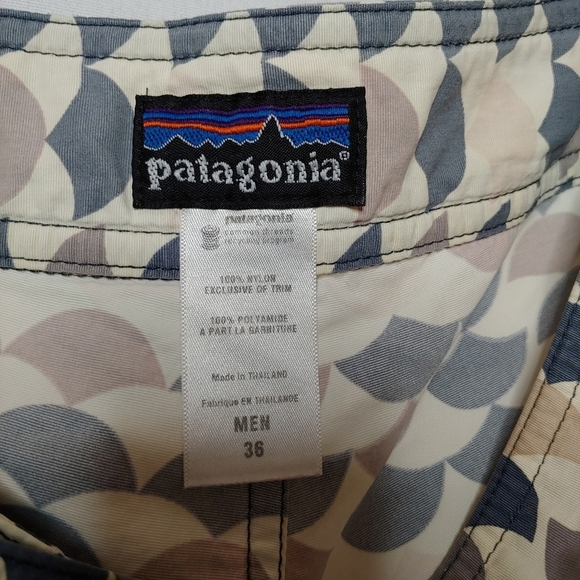 patagonia®
patagonia
common threads
recycling program
100% NYLON
EXCLUSIVE OF TRIM
100% POLYAMIDE
A PART LA GARNITURE
Made in THAILAND
Fabriqué EN THAILANDE
MEN
36